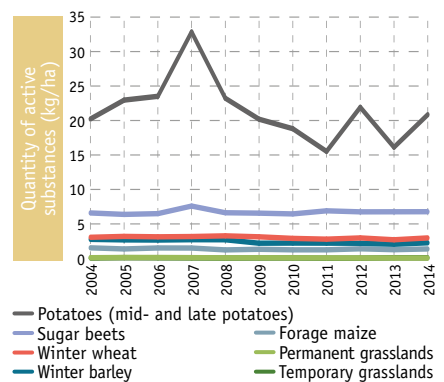 Quantity of active
substances (kg/ha)
35
30
25
20
15
10
5
0
2004
2005
2006
2007
2008
2009
2010
2011
2012
2013
2014
Potatoes (mid- and late potatoes)
Sugar beets
Forage maize
Winter wheat
Permanent grasslands
Winter barley
Temporary grasslands